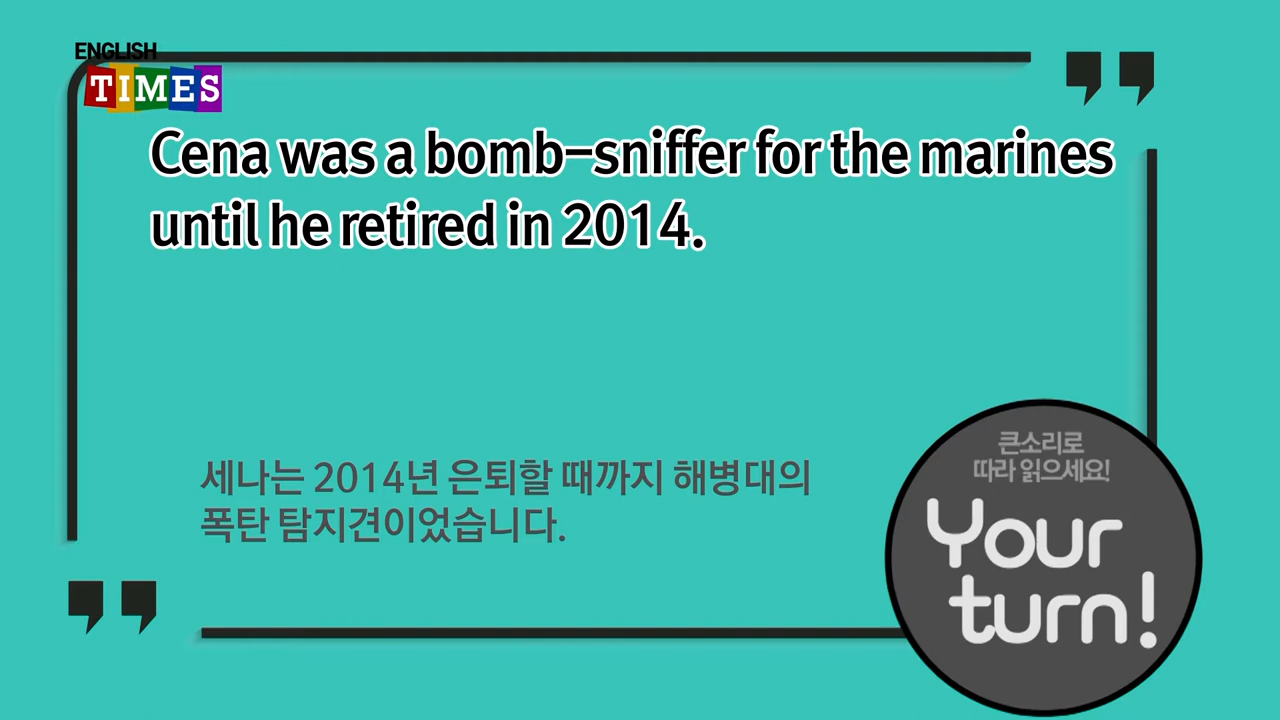 ENGLISH
TIMES
Cena was a bomb-sniffer for the marines
until he retired in 2014.
세나는 2014년 은퇴할 때까지 해병대의
폭탄 탐지견이었습니다.
큰소리로
따라 읽으세요!
Your
turn!